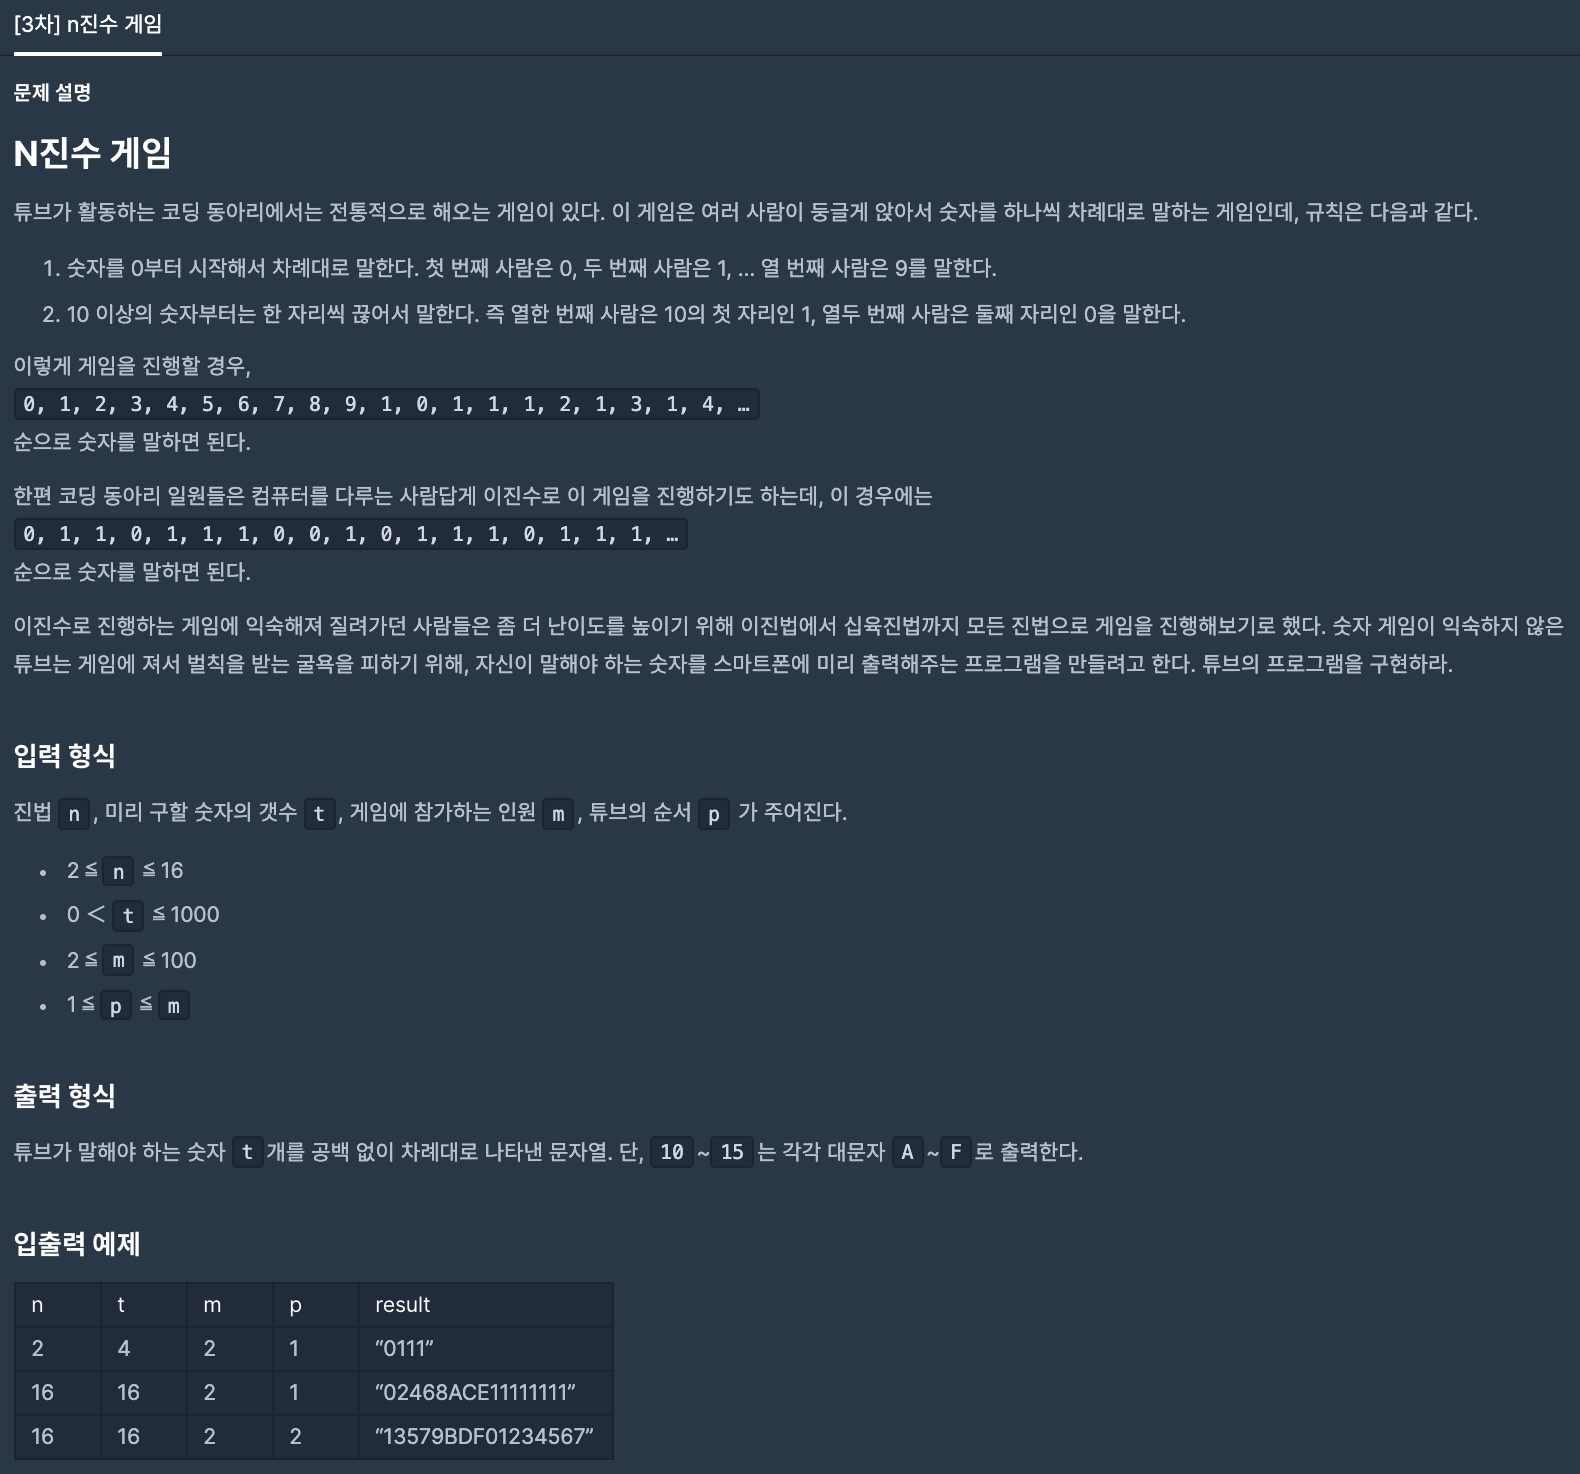 [3차] n진수 게임
문제 설명
N진수 게임
튜브가 활동하는 코딩 동아리에서는 전통적으로 해오는 게임이 있다. 이 게임은 여러 사람이 둥글게 앉아서 숫자를 하나씩 차례대로 말하는 게임인데, 규칙은 다음과 같다.
1. 숫자를 0부터 시작해서 차례대로 말한다. 첫 번째 사람은 0, 두 번째 사람은 1, … 열 번째 사람은 9를 말한다.
2. 10 이상의 숫자부터는 한 자리씩 끊어서 말한다. 즉 열한 번째 사람은 10의 첫 자리인 1, 열두 번째 사람은 둘째 자리인 0을 말한다.
이렇게 게임을 진행할 경우,
0, 1, 2, 3, 4, 5, 6, 7, 8, 9, 1, 0, 1, 1, 1, 2, 1, 3, 1, 4, …
순으로 숫자를 말하면 된다.
한편 코딩 동아리 일원들은 컴퓨터를 다루는 사람답게 이진수로 이 게임을 진행하기도 하는데, 이 경우에는
0, 1, 1, 0, 1, 1, 1, 0, 0, 1, 0, 1, 1, 1, 0, 1, 1, 1, …
순으로 숫자를 말하면 된다.
이진수로 진행하는 게임에 익숙해져 질려가던 사람들은 좀 더 난이도를 높이기 위해 이진법에서 십육진법까지 모든 진법으로 게임을 진행해보기로 했다. 숫자 게임이 익숙하지 않은
튜브는 게임에 져서 벌칙을 받는 굴욕을 피하기 위해, 자신이 말해야 하는 숫자를 스마트폰에 미리 출력해주는 프로그램을 만들려고 한다. 튜브의 프로그램을 구현하라.
입력 형식
진법 n, 미리 구할 숫자의 갯수 t, 게임에 참가하는 인원 m, 튜브의 순서 p 가 주어진다.
• 2 ≦ n ≦ 16
• 0 ＜ t ≦ 1000
• 2 ≦ m ≦ 100
• 1 ≦ p ≦ m
출력 형식
튜브가 말해야 하는 숫자 t개를 공백 없이 차례대로 나타낸 문자열. 단, 10~15는 각각 대문자 A~F로 출력한다.
입출력 예제
n t m p result
2 4 2 1 “0111”
16 16 2 1 “02468ACE11111111”
16 16 2 2 “13579BDF01234567”